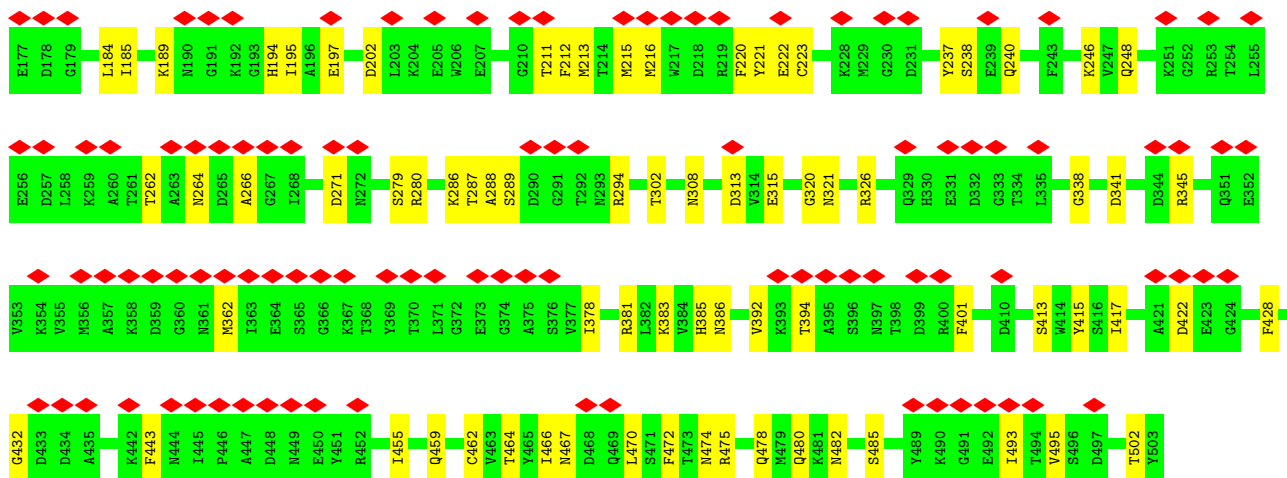 E177 D178 G179 L184 I185 K189 N190 G191 K192 G193 H194 I195 A196 E197 D202 L203 K204 E205 W206 E207 G210 T211 F212 M213 T214 M215 M216 W217 D218 R219 F220 Y221 E222 C223 K228 M229 G230 D231 Y237 S238 E239 Q240 F243 K246 V247 Q248 K251 G252 R253 T254 L255
E256 D257 L258 K259 A260 T261 T262 A263 N264 D265 A266 G267 I268 D271 N272 S279 R280 K286 T287 A288 S289 D290 G291 T292 N293 R294 T302 N308 D313 V314 E315 G320 N321 R326 Q329 H330 E331 D332 G333 T334 L335 G338 D341 D344 R345 Q351 E352
V353 K354 V355 M356 A357 K358 D359 G360 N361 M362 I363 E364 S365 G366 K367 T368 Y369 T370 L371 G372 E373 G374 A375 S376 V377 I378 R381 L382 K383 V384 H385 N386 V392 K393 T394 A395 S396 N397 T398 D399 R400 F401 D410 S413 W414 Y415 S416 I417 A421 D422 E423 G424 F428
G432 D433 D434 A435 K442 F443 N444 I445 P446 A447 D448 N449 E450 Y451 R452 I455 Q459 C462 V463 T464 Y465 I466 N467 D468 Q469 L470 S471 F472 T473 N474 R475 Q478 M479 Q480 K481 N482 S485 Y489 K490 G491 E492 I493 T494 V495 S496 D497 T502 Y503